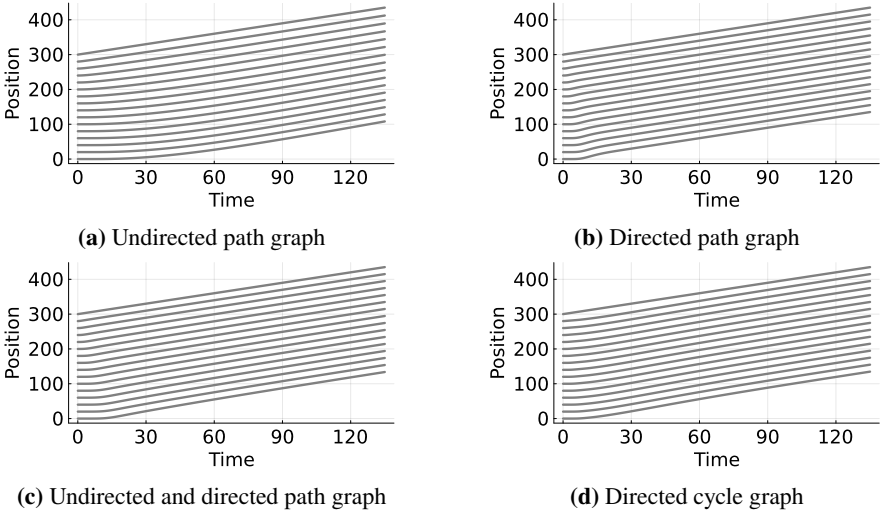 400
300
200
100
0
Position
0 30 60 90 120
Time
(a) Undirected path graph
400
300
200
100
0
Position
0 30 60 90 120
Time
(b) Directed path graph
400
300
200
100
0
Position
0 30 60 90 120
Time
(c) Undirected and directed path graph
400
300
200
100
0
Position
0 30 60 90 120
Time
(d) Directed cycle graph